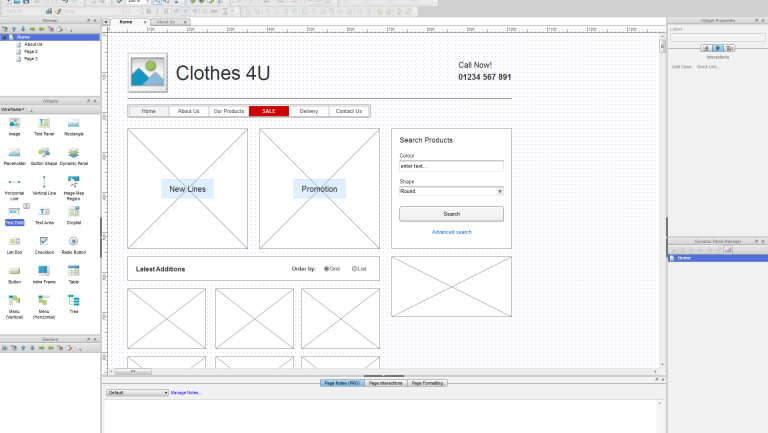 Sitemap
Home
About Us
Page 2
Page 3
Widgets
Wireframe
Image
Text Panel
Rectangle
Placeholder
Button Shape
Dynamic Panel
Horizontal Line
Vertical Line
Image Map Region
Text Field
Text Area
Droplist
List Box
Checkbox
Radio Button
Button
Inline Frame
Table
Menu (Vertical)
Menu (Horizontal)
Tree
Masters
Home
About Us
Clothes 4U
Call Now!
01234 567 891
Home
About Us
Our Products
SALE
Delivery
Contact Us
New Lines
Promotion
Search Products
Colour
enter text...
Shape
Round
Search
Advanced search
Latest Additions
Order by:
Grid
List
Page Notes (PRO)
Page Interactions
Page Formatting
Default
Manage Notes...
Widget Properties
Label
Interactions
Add Case...
Dynamic Panel Manager
Home